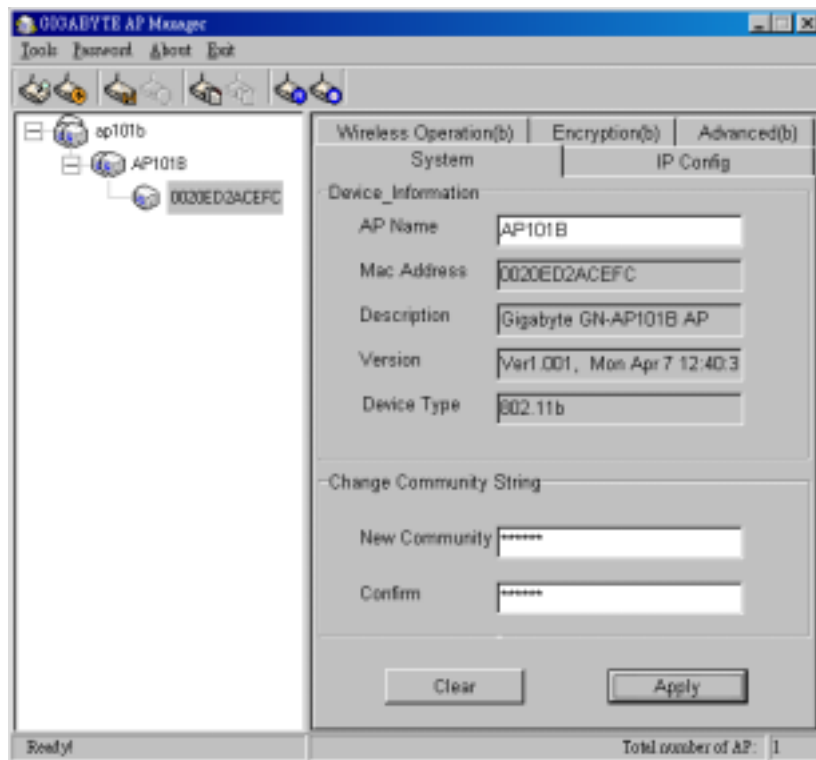 GIGABYTE AP Manager
Tools Password About Exit
ap101b
AP101B
0020ED2ACEFC
Wireless Operation(b) Encryption(b) Advanced(b)
System IP Config
Device_Information
AP Name AP101B
Mac Address 0020ED2ACEFC
Description Gigabyte GN-AP101B AP
Version Ver1.001, Mon Apr 7 12:40:3
Device Type 802.11b
Change Community String
New Community ******
Confirm ******
Clear Apply
Ready! Total number of AP: 1